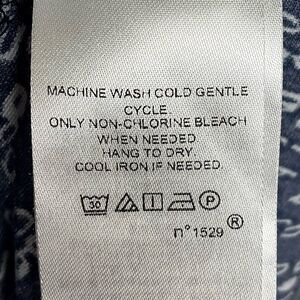 MACHINE WASH COLD GENTLE
CYCLE
ONLY NON-CHLORINE BLEACH
WHEN NEEDED
HANG TO DRY.
COOL IRON IF NEEDED.
30 P
n° 1529 ®